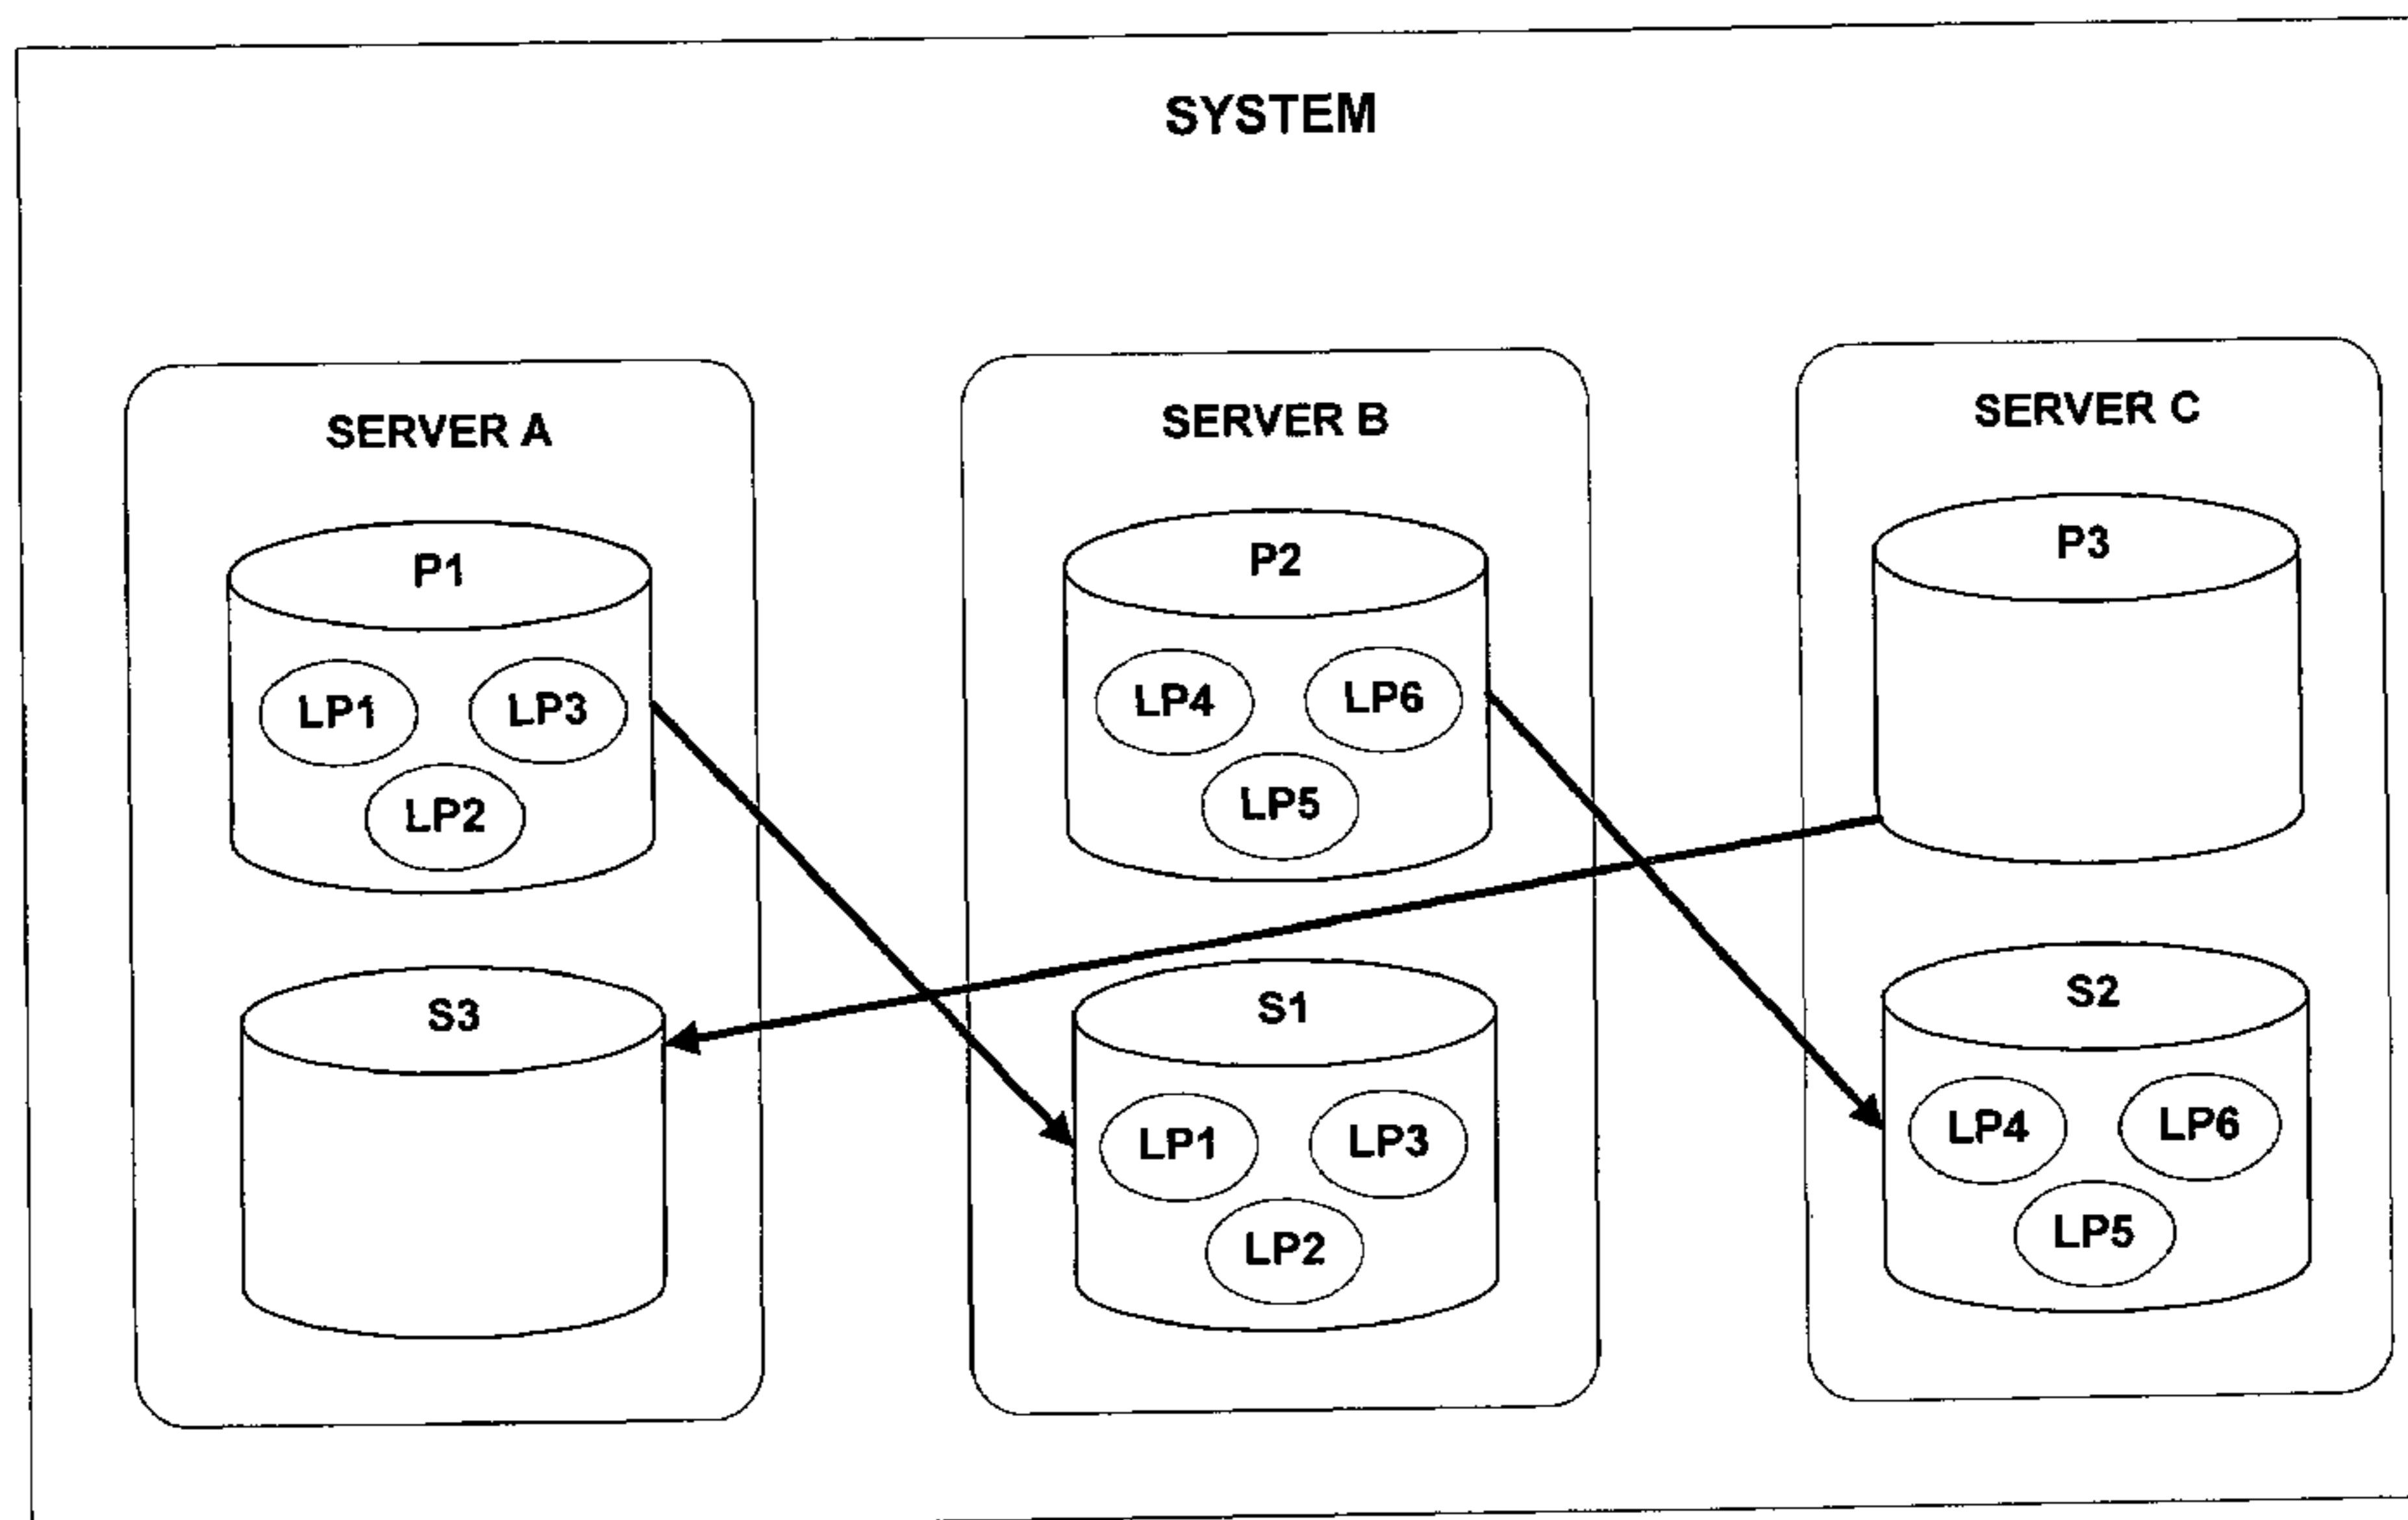 SYSTEM
SERVER A
SERVER B
SERVER C
P1
P2
P3
LP1
LP3
LP2
LP4
LP6
LP5
S3
S1
S2
LP1
LP3
LP2
LP4
LP6
LP5